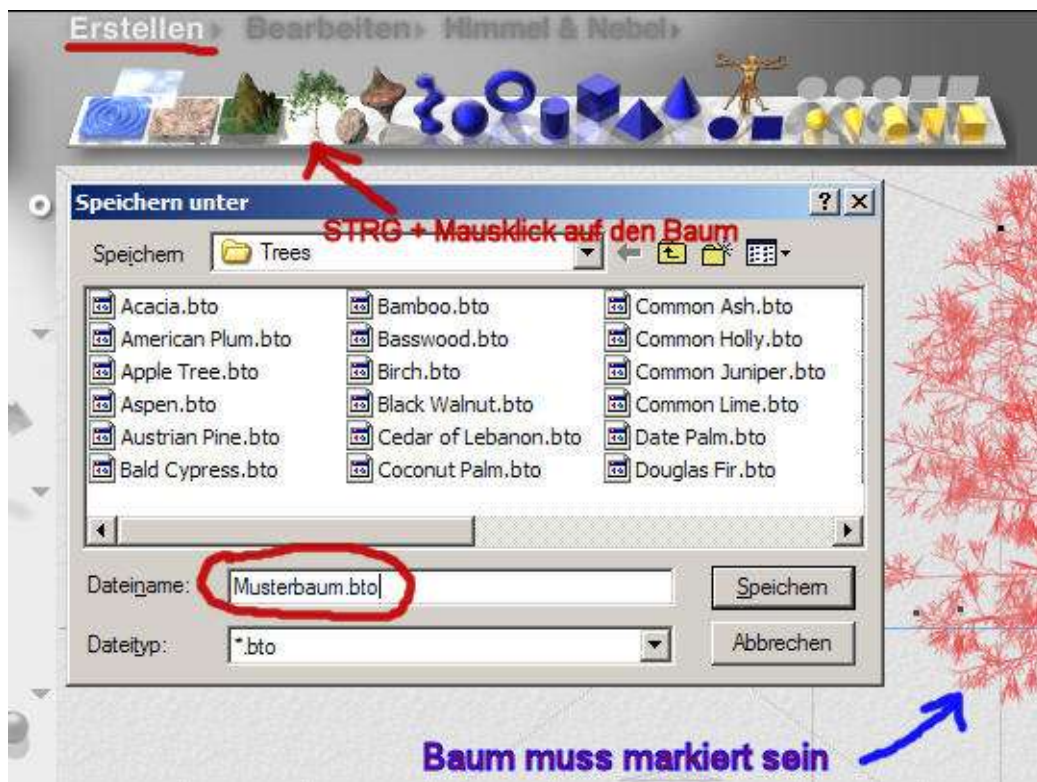 Erstellen Bearbeiten Himmel & Nebel
Speichern unter
STRG + Mausklick auf den Baum
Speichern Trees
Acacia.bto Bamboo.bto Common Ash.bto
American Plum.bto Basswood.bto Common Holly.bto
Apple Tree.bto Birch.bto Common Juniper.bto
Aspen.bto Black Walnut.bto Common Lime.bto
Austrian Pine.bto Cedar of Lebanon.bto Date Palm.bto
Bald Cypress.bto Coconut Palm.bto Douglas Fir.bto
Dateiname: Musterbaum.bto Speichern
Dateityp: *.bto Abbrechen
Baum muss markiert sein